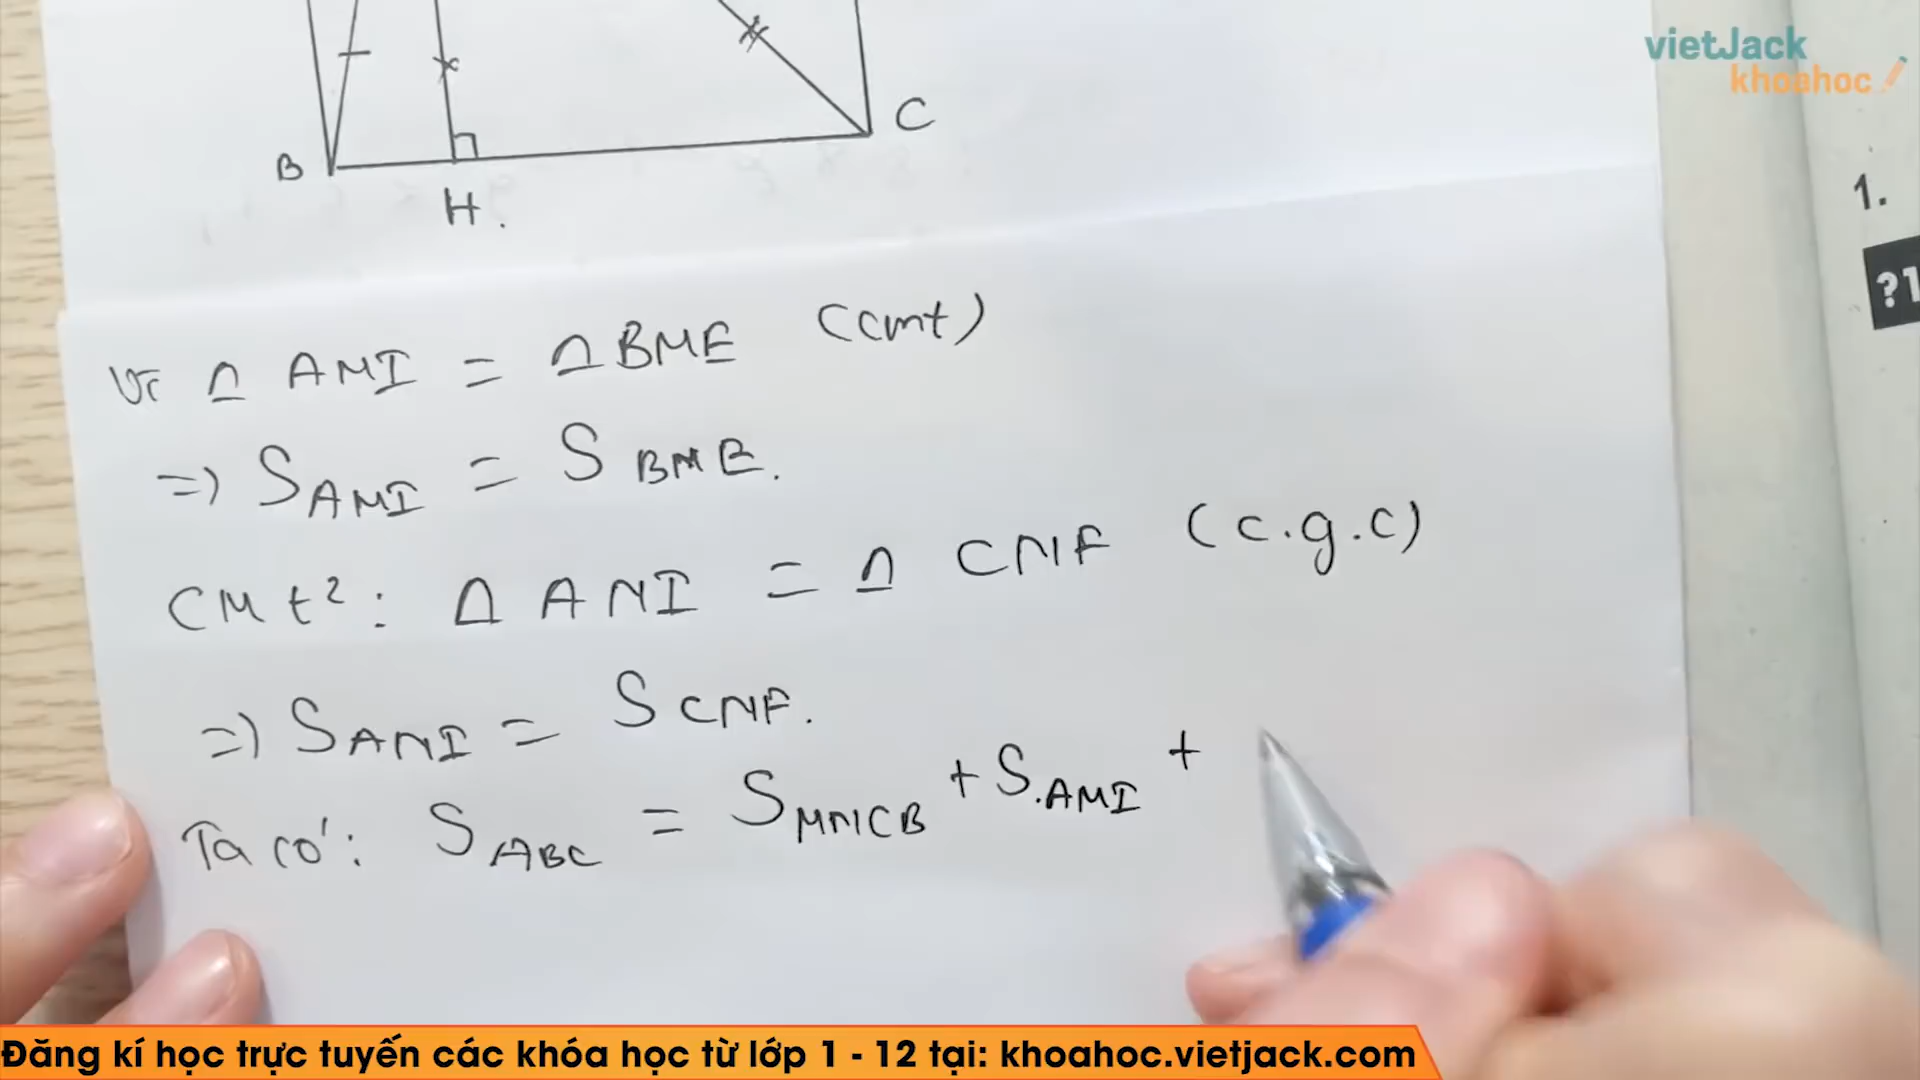 vietJack
khoahoc
C
B
H.
1.
?1
Vì Δ AMI = Δ BME (cmt)
=> S AMI = S BME.
CMt²: Δ ANI = Δ CNF (c.g.c)
=> S ANI = S CNF.
Ta có: S ABC = S MNCB + S.AMI +
Đăng kí học trực tuyến các khóa học từ lớp 1 - 12 tại: khoahoc.vietjack.com